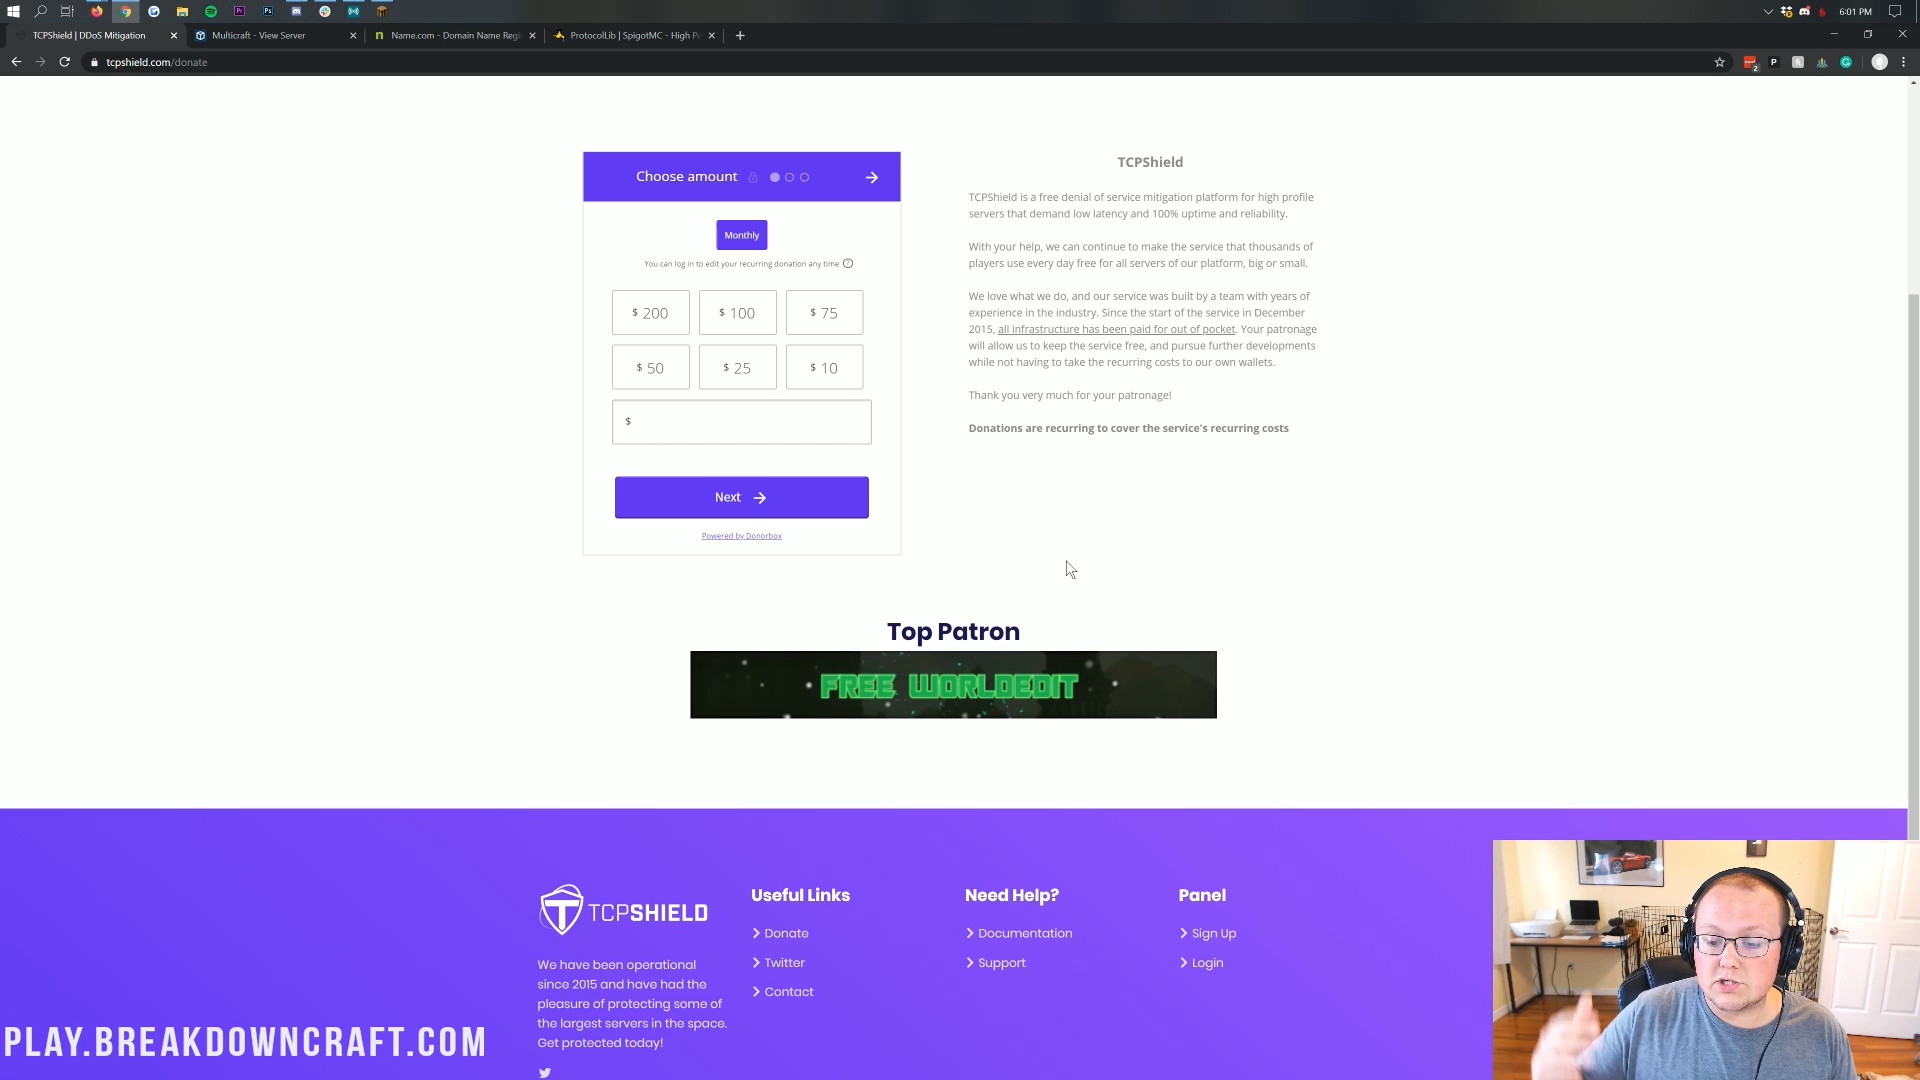 6:01 PM
TCPShield | DDoS Mitigation
Multicraft - View Server
Name.com - Domain Name Reg
ProtocolLib | SpigotMC - High P
tcpshield.com/donate
2
P
Choose amount
Monthly
You can log in to edit your recurring donation any time ?
$ 200 $ 100 $ 75
$ 50 $ 25 $ 10
$
Next
Powered by Donorbox
TCPShield
TCPShield is a free denial of service mitigation platform for high profile
servers that demand low latency and 100% uptime and reliability.
With your help, we can continue to make the service that thousands of
players use every day free for all servers of our platform, big or small.
We love what we do, and our service was built by a team with years of
experience in the industry. Since the start of the service in December
2015, all infrastructure has been paid for out of pocket. Your patronage
will allow us to keep the service free, and pursue further developments
while not having to take the recurring costs to our own wallets.
Thank you very much for your patronage!
Donations are recurring to cover the service's recurring costs
Top Patron
FREE WORLDEDIT
TCPSHIELD
We have been operational
since 2015 and have had the
pleasure of protecting some of
the largest servers in the space.
Get protected today!
Useful Links
Donate
Twitter
Contact
Need Help?
Documentation
Support
Panel
Sign Up
Login
PLAY.BREAKDOWNCRAFT.COM